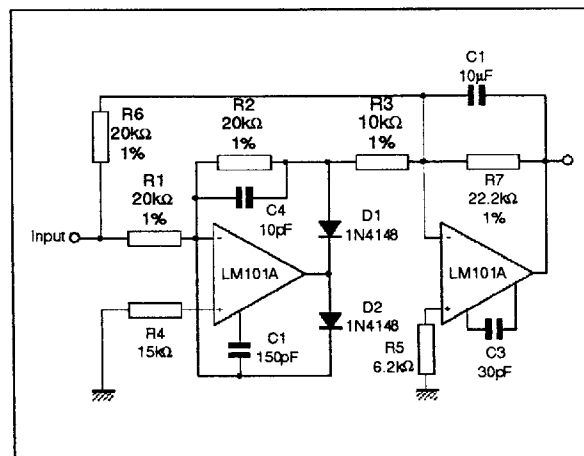 C1
10µF
R6
20kΩ
1%
R2
20kΩ
1%
R3
10kΩ
1%
R1
20kΩ
1%
R7
22.2kΩ
1%
C4
10pF
D1
1N4148
Input
-
LM101A
+
-
LM101A
+
D2
1N4148
R4
15kΩ
C1
150pF
R5
6.2kΩ
C3
30pF